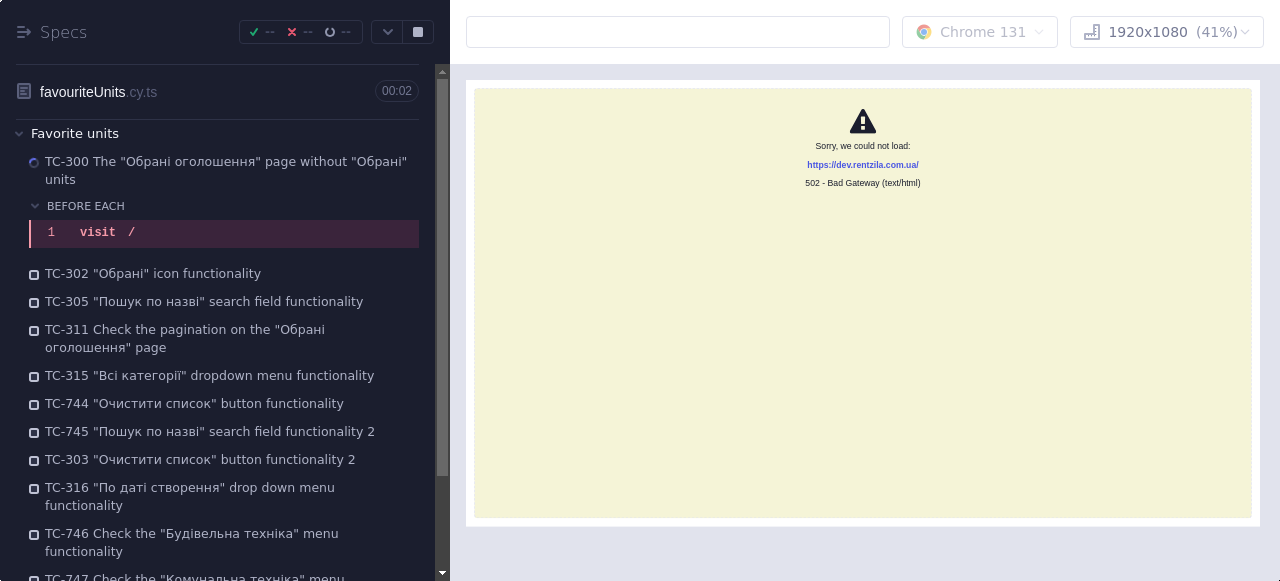 Specs
-- -- --
Chrome 131
1920x1080 (41%)
favouriteUnits.cy.ts
00:02
Favorite units
TC-300 The "Обрані оголошення" page without "Обрані"
units
BEFORE EACH
1 visit /
TC-302 "Обрані" icon functionality
TC-305 "Пошук по назві" search field functionality
TC-311 Check the pagination on the "Обрані
оголошення" page
TC-315 "Всі категорії" dropdown menu functionality
TC-744 "Очистити список" button functionality
TC-745 "Пошук по назві" search field functionality 2
TC-303 "Очистити список" button functionality 2
TC-316 "По даті створення" drop down menu
functionality
TC-746 Check the "Будівельна техніка" menu
functionality
TC-747 Check the "Комунальна техніка" menu
Sorry, we could not load:
https://dev.rentzila.com.ua/
502 - Bad Gateway (text/html)